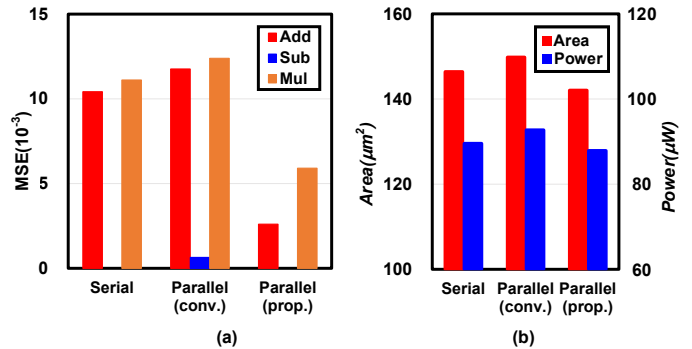 15
10
5
0
MSE(10⁻³)
Add
Sub
Mul
Serial
Parallel
(conv.)
Parallel
(prop.)
(a)
160
140
120
100
Area(μm²)
Area
Power
120
100
80
60
Power(μW)
Serial
Parallel
(conv.)
Parallel
(prop.)
(b)